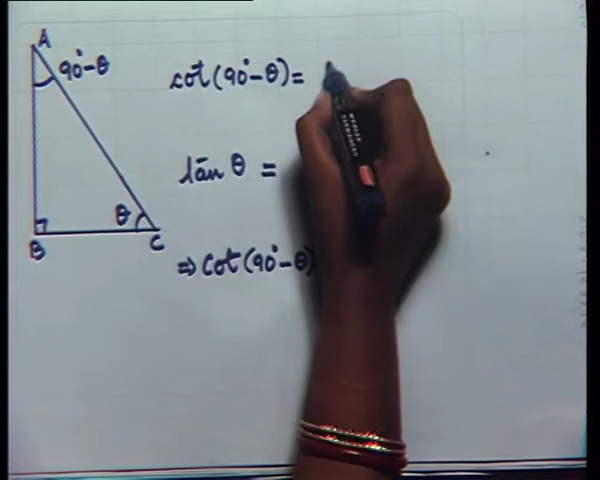 A
90°-θ
cot(90°-θ)=
tan θ =
θ
B
C
⇒ cot(90°-θ)